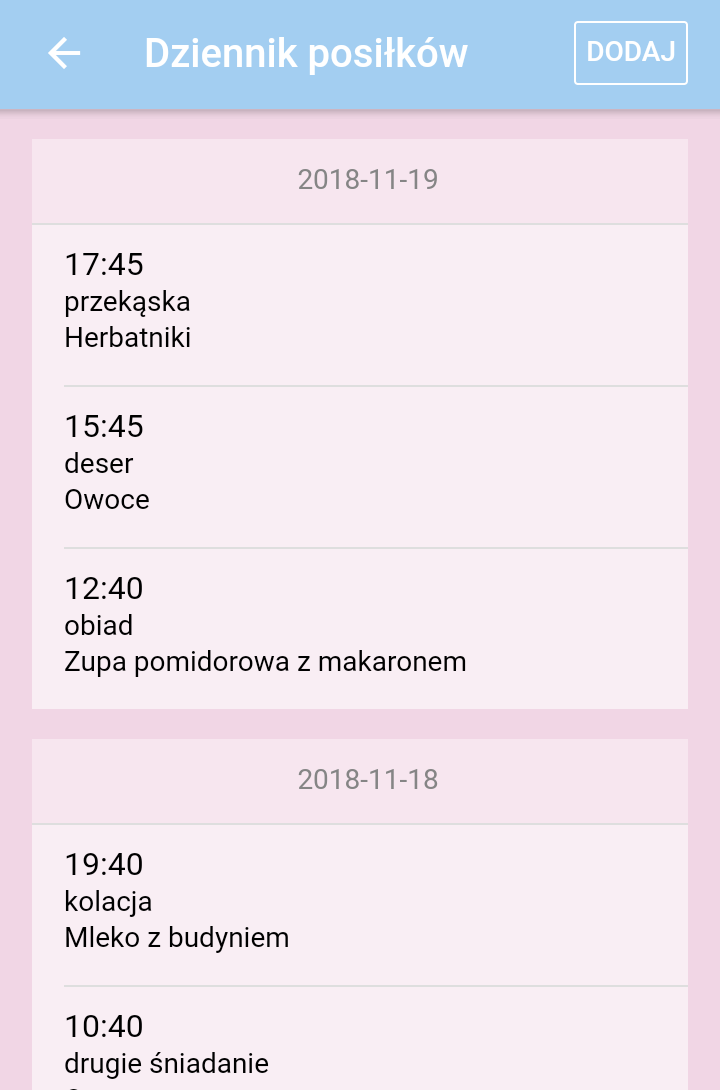 Dziennik posiłków
DODAJ
2018-11-19
17:45
przekąska
Herbatniki
15:45
deser
Owoce
12:40
obiad
Zupa pomidorowa z makaronem
2018-11-18
19:40
kolacja
Mleko z budyniem
10:40
drugie śniadanie